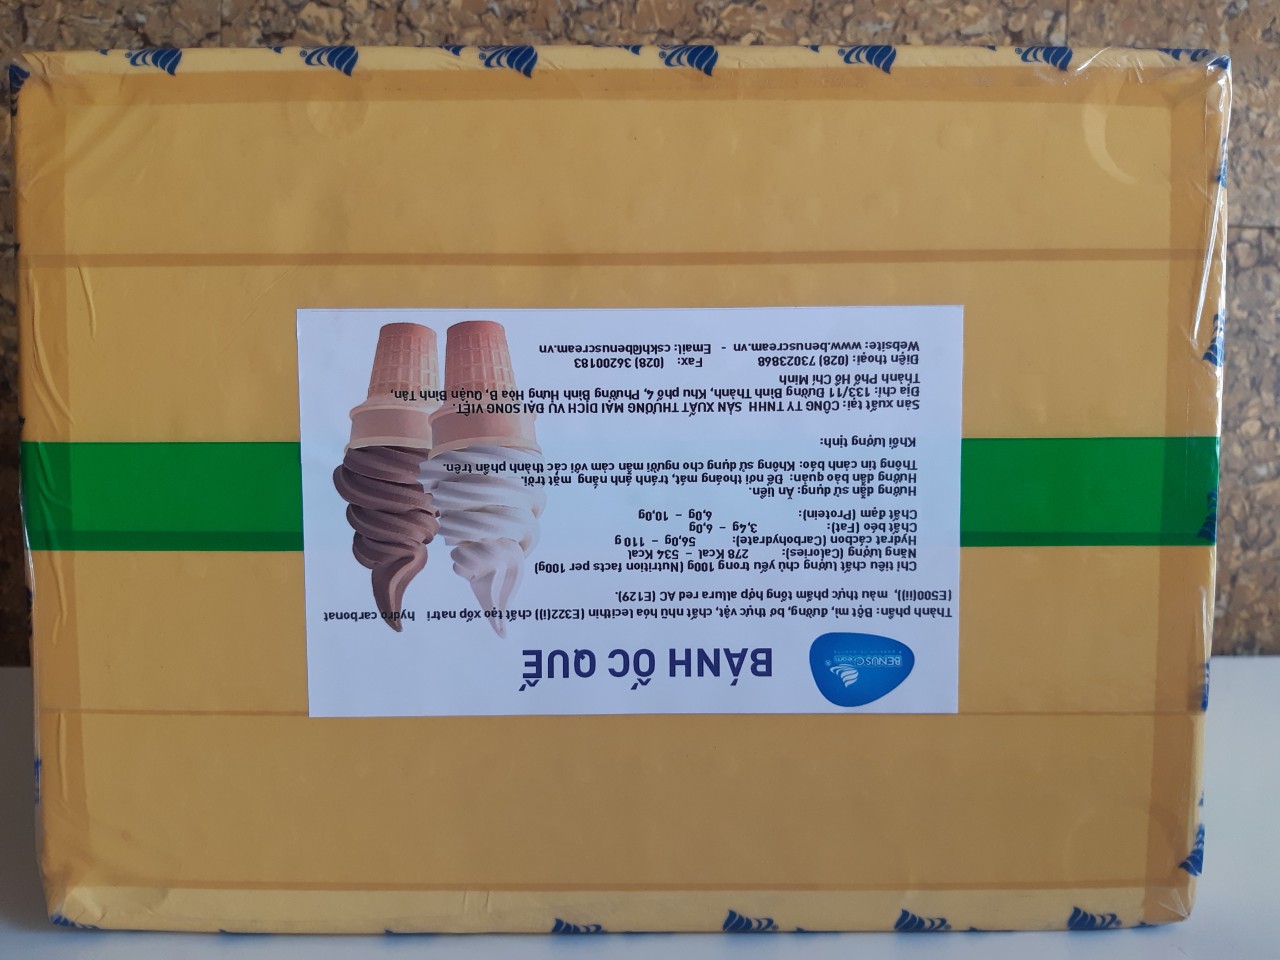 BENUSCream®
BÁNH ỐC QUẾ
Thành phần: Bột mì, đường, bơ thực vật, chất nhũ hóa lecithin (E322(i)) chất tạo xốp natri hydro carbonat
(E500(ii)), màu thực phẩm tổng hợp allura red AC (E129).
Chỉ tiêu chất lượng chủ yếu trong 100g (Nutrition facts per 100g)
Năng lượng (Calories): 278 Kcal – 534 Kcal
Hydrat cácbon (Carbohydrate): 56,0g – 110 g
Chất béo (Fat): 3,4g – 6,0g
Chất đạm (Protein): 6,0g – 10,0g
Hướng dẫn sử dụng: Ăn liền.
Hướng dẫn bảo quản: Để nơi thoáng mát, tránh ánh nắng mặt trời.
Thông tin cảnh báo: Không sử dụng cho người mẫn cảm với các thành phần trên.
Khối lượng tịnh:
Sản xuất tại: CÔNG TY TNHH SẢN XUẤT THƯƠNG MẠI DỊCH VỤ ĐẠI SONG VIỆT.
Địa chỉ: 133/11 Đường Bình Thành, Khu phố 4, Phường Bình Hưng Hòa B, Quận Bình Tân,
Thành Phố Hồ Chí Minh
Điện thoại: (028) 73023868 Fax: (028) 36200183
Website: www.benuscream.vn - Email: cskh@benuscream.vn